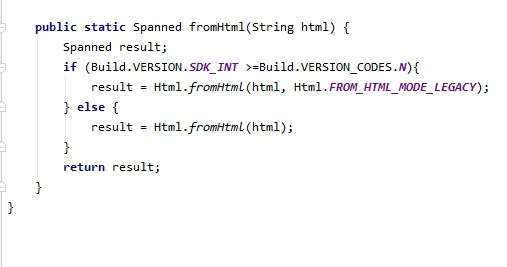 public static Spanned fromHtml(String html) {
Spanned result;
if (Build.VERSION.SDK_INT >=Build.VERSION_CODES.N){
result = Html.fromHtml(html, Html.FROM_HTML_MODE_LEGACY);
} else {
result = Html.fromHtml(html);
}
return result;
}
}